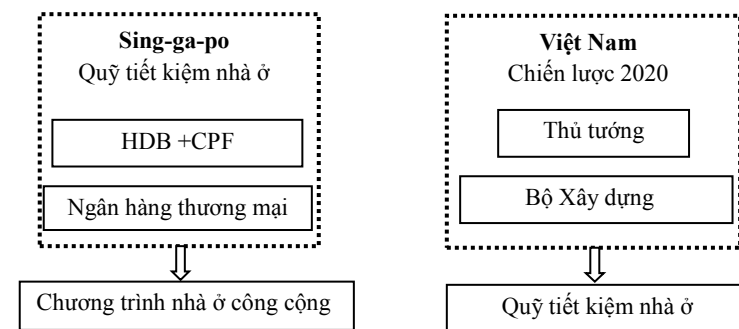 Sing-ga-po
Quỹ tiết kiệm nhà ở
HDB +CPF
Ngân hàng thương mại
Chương trình nhà ở công cộng
Việt Nam
Chiến lược 2020
Thủ tướng
Bộ Xây dựng
Quỹ tiết kiệm nhà ở